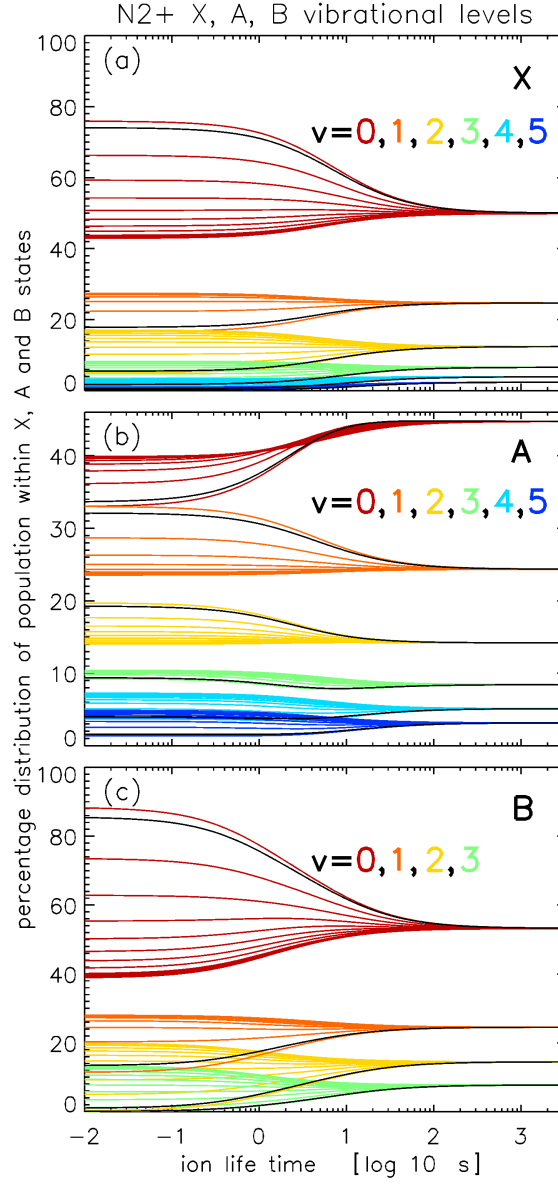 N2+ X, A, B vibrational levels
percentage distribution of population within X, A and B states
(a)
X
v=0,1,2,3,4,5
100
80
60
40
20
0
(b)
A
v=0,1,2,3,4,5
40
30
20
10
0
(c)
B
v=0,1,2,3
100
80
60
40
20
0
-2 -1 0 1 2 3
ion life time [log 10 s]